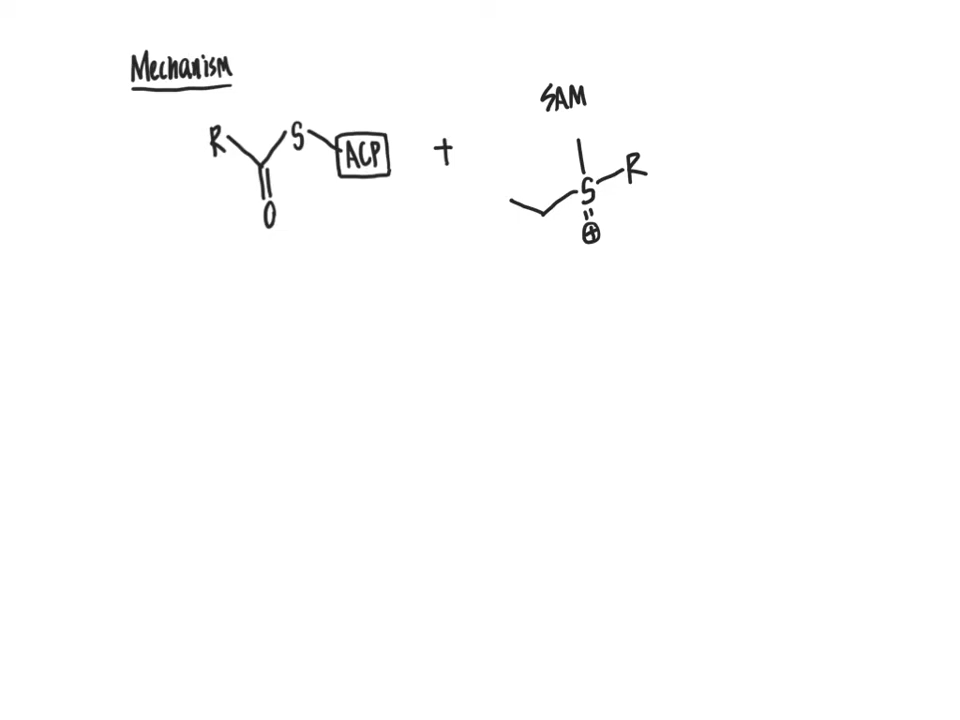 Mechanism
SAM
R S ACP + S R
O ⊕